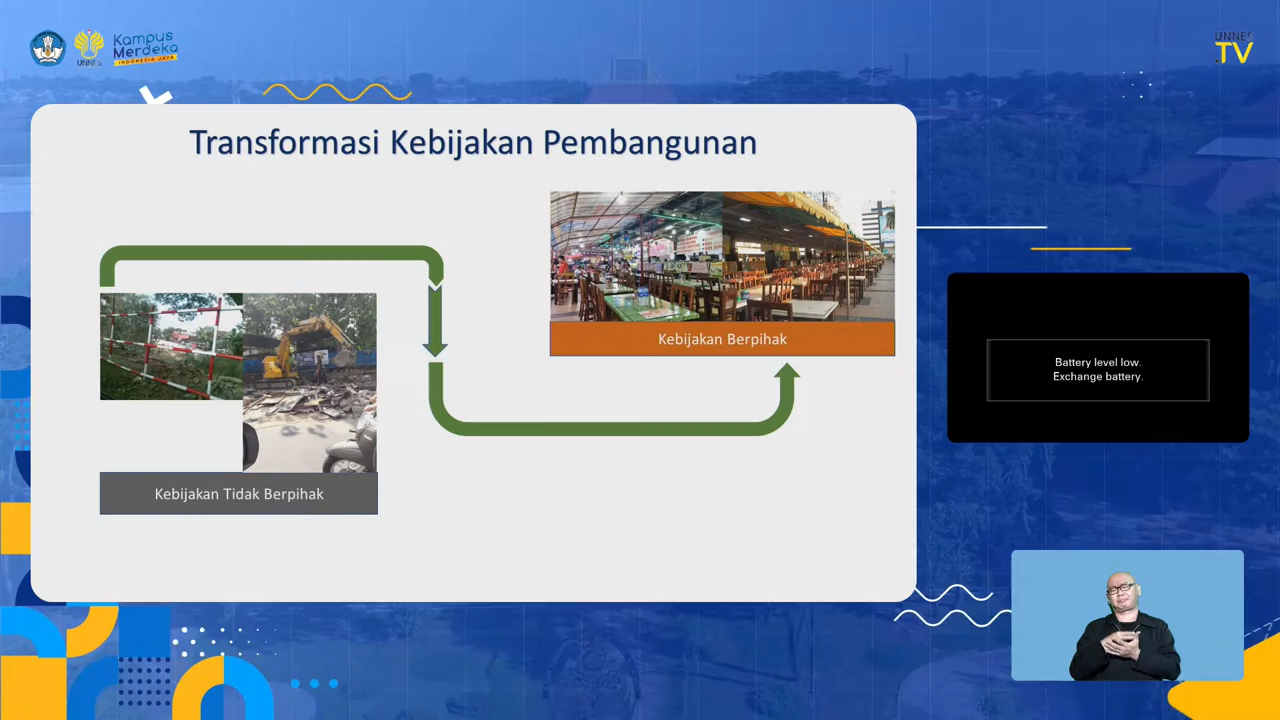 Kampus
Merdeka
INDONESIA JAYA
UNNES
UNNES
TV
Transformasi Kebijakan Pembangunan
Kebijakan Berpihak
Kebijakan Tidak Berpihak
Battery level low.
Exchange battery.